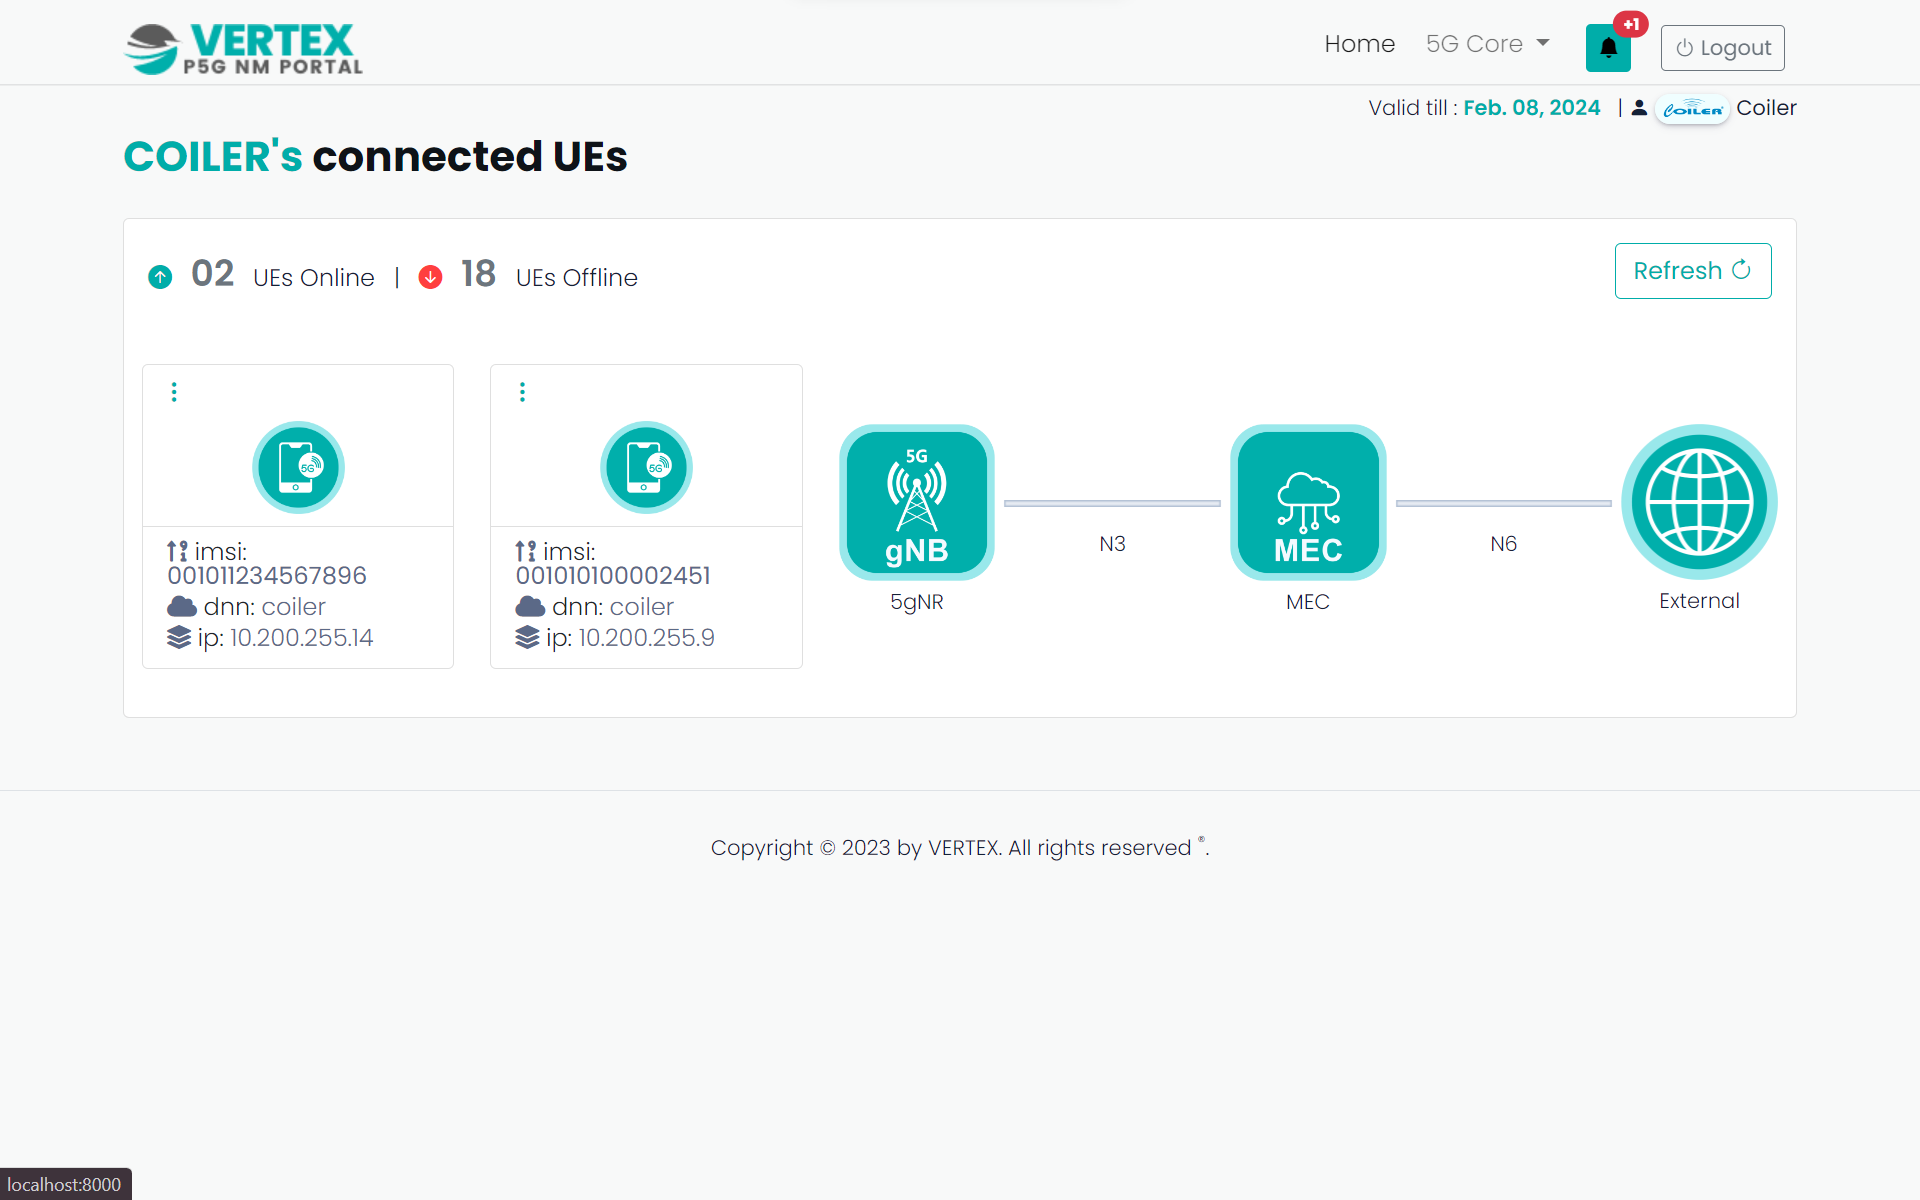 VERTEX
P5G NM PORTAL
Home
5G Core
+1
Logout
Valid till : Feb. 08, 2024 | COILER Coiler
COILER's connected UEs
02 UEs Online | 18 UEs Offline
Refresh
5G
imsi:
001011234567896
dnn: coiler
ip: 10.200.255.14
5G
imsi:
001010100002451
dnn: coiler
ip: 10.200.255.9
5G
gNB
5gNR
N3
MEC
MEC
N6
External
Copyright © 2023 by VERTEX. All rights reserved ®.
localhost:8000